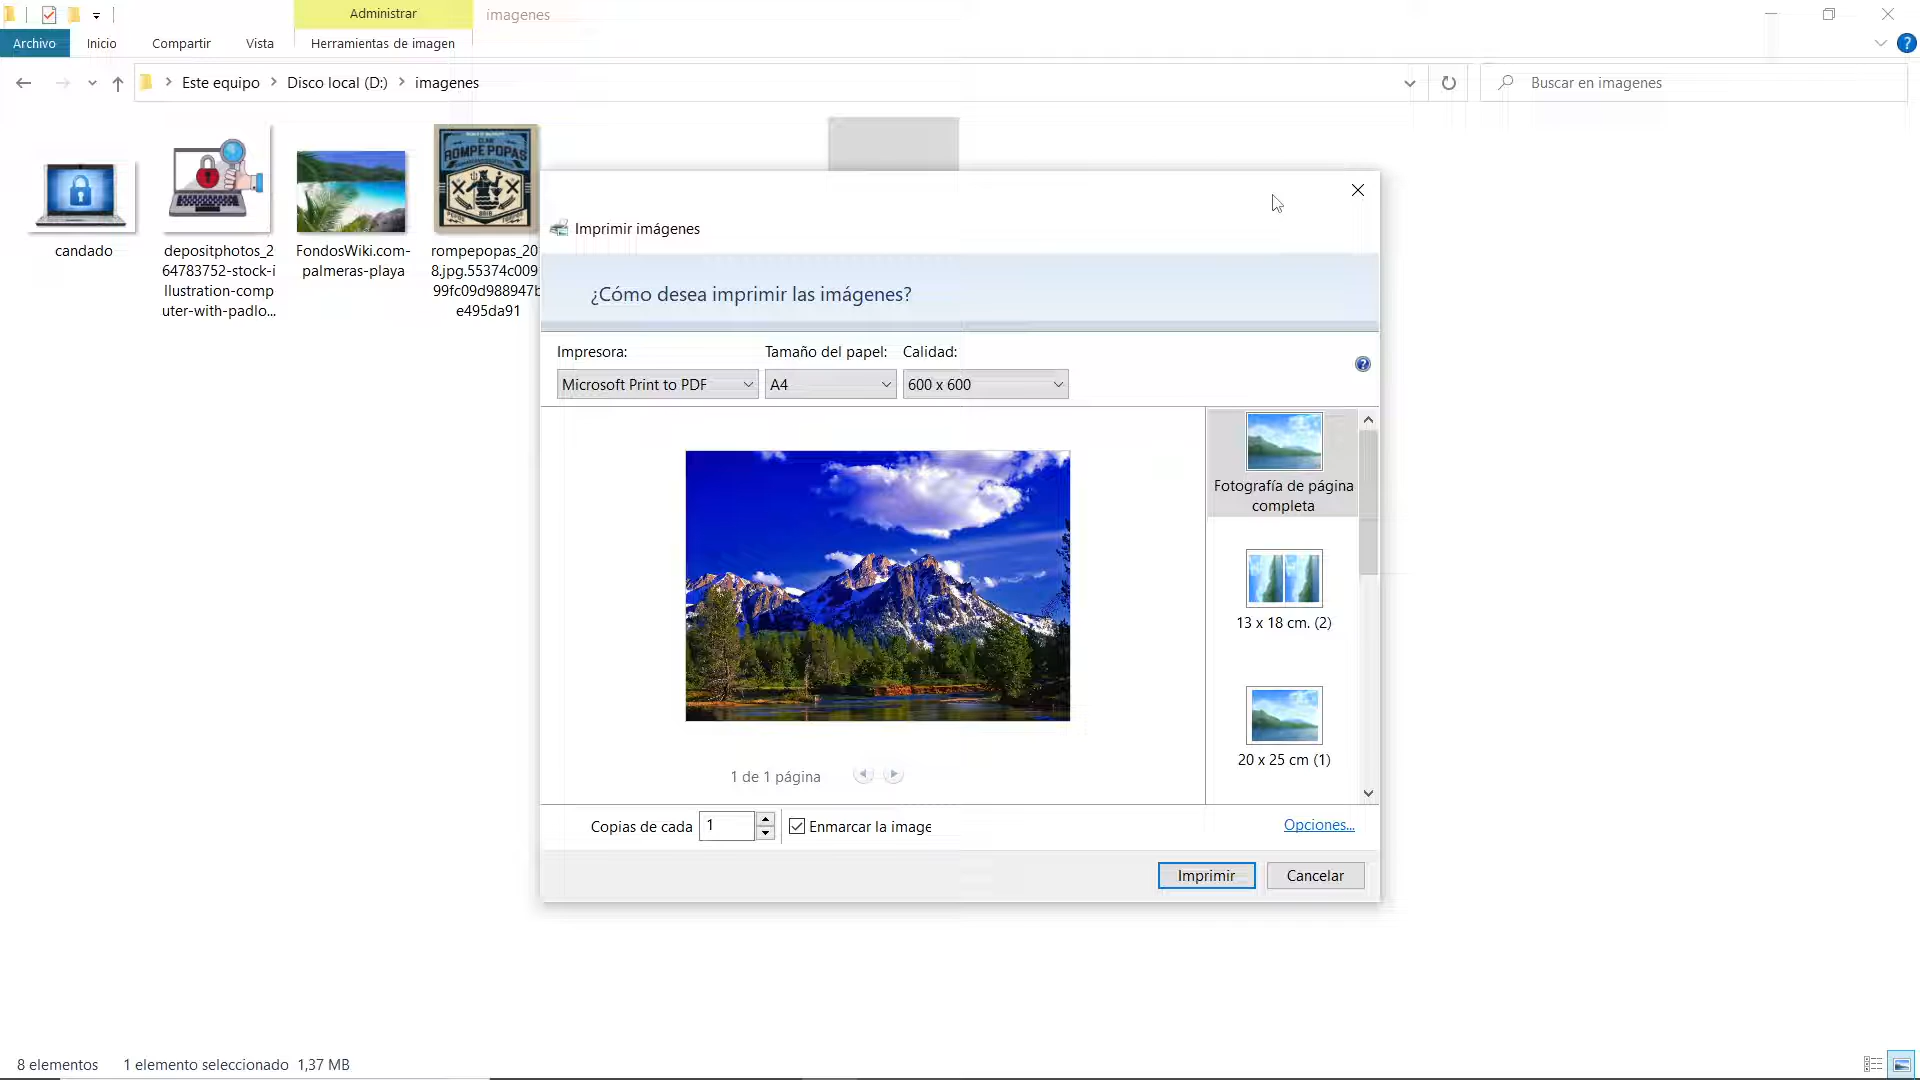 Administrar
imagenes
Archivo
Inicio
Compartir
Vista
Herramientas de imagen
?
Este equipo
Disco local (D:)
imagenes
Buscar en imagenes
candado
depositphotos_2
64783752-stock-i
llustration-comp
uter-with-padlo...
FondosWiki.com-
palmeras-playa
CLAN
ROMPEPOPAS
2018
rompepopas_20
8.jpg.55374c009
99fc09d988947b
e495da91
Imprimir imágenes
¿Cómo desea imprimir las imágenes?
Impresora:
Tamaño del papel:
Calidad:
Microsoft Print to PDF
A4
600 x 600
?
Fotografía de página
completa
13 x 18 cm. (2)
20 x 25 cm (1)
1 de 1 página
Copias de cada
1
Enmarcar la image
Opciones...
Imprimir
Cancelar
8 elementos
1 elemento seleccionado
1,37 MB